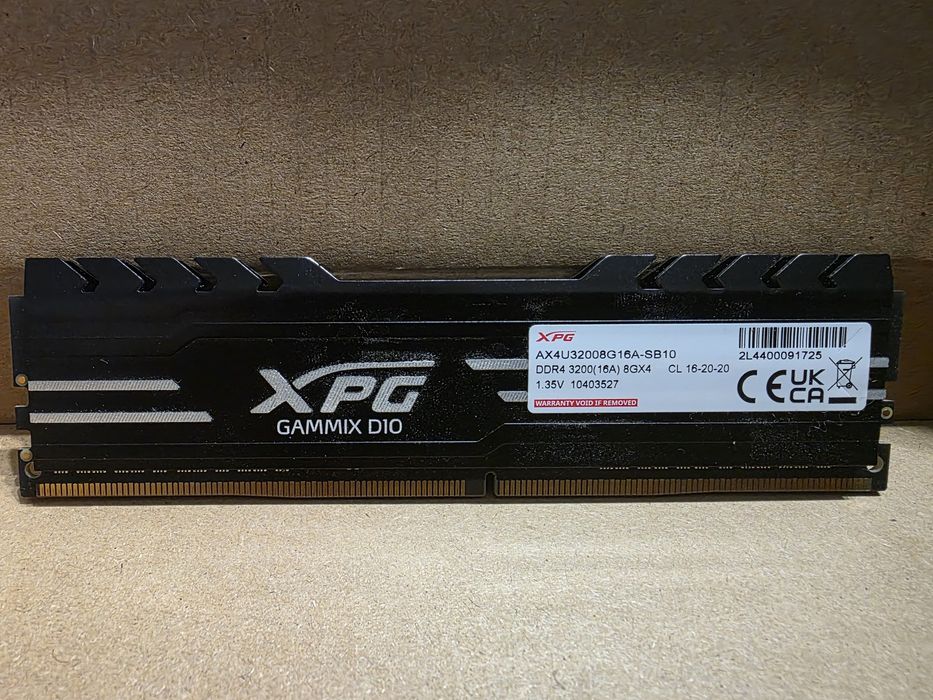 XPG
GAMMIX D10
XPG
AX4U32008G16A-SB10
DDR4 3200(16A) 8GX4 CL 16-20-20
1.35V 10403527
WARRANTY VOID IF REMOVED
2L4400091725
CE UK CA